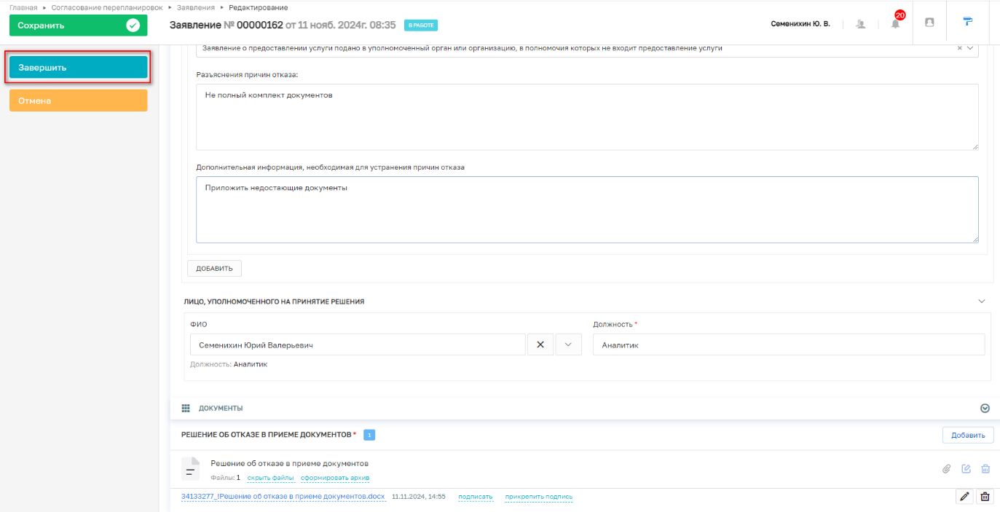 Главная ▸ Согласование перепланировок ▸ Заявления ▸ Редактирование
Сохранить
Заявление № 00000162 от 11 нояб. 2024г. 08:35
В РАБОТЕ
Семенихин Ю. В.
20
Завершить
Отмена
Заявление о предоставлении услуги подано в уполномоченный орган или организацию, в полномочия которых не входит предоставление услуги
Разъяснения причин отказа:
Не полный комплект документов
Дополнительная информация, необходимая для устранения причин отказа
Приложить недостающие документы
ДОБАВИТЬ
ЛИЦО, УПОЛНОМОЧЕННОГО НА ПРИНЯТИЕ РЕШЕНИЯ
ФИО
Должность *
Семенихин Юрий Валерьевич
Аналитик
Должность: Аналитик
ДОКУМЕНТЫ
РЕШЕНИЕ ОБ ОТКАЗЕ В ПРИЕМЕ ДОКУМЕНТОВ * 1
Добавить
Решение об отказе в приеме документов
Файлы: 1 скрыть файлы сформировать архив
34133277_!Решение об отказе в приеме документов.docx 11.11.2024, 14:55 подписать прикрепить подпись